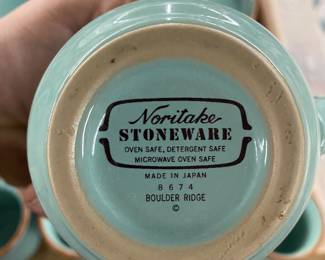 Noritake
STONEWARE
OVEN SAFE, DETERGENT SAFE
MICROWAVE OVEN SAFE
MADE IN JAPAN
8674
BOULDER RIDGE
©